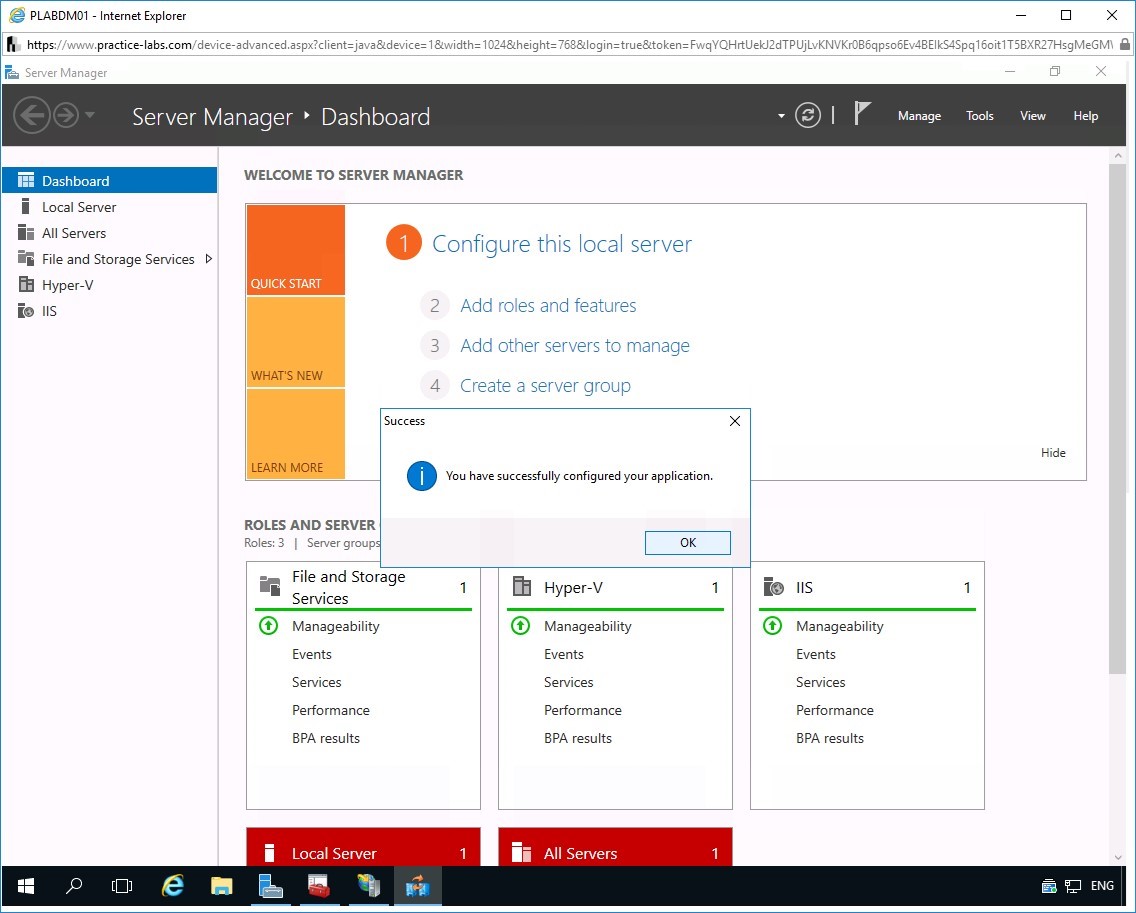 PLABDM01 - Internet Explorer
https://www.practice-labs.com/device-advanced.aspx?client=java&device=1&width=1024&height=768&login=true&token=FwqYQHrtUekJ2dTPUjLvKNVKr0B6qpso6Ev4BEIkS4Spq16oit1T5BXR27HsgMeGM
Server Manager
Server Manager Dashboard
Manage Tools View Help
Dashboard
Local Server
All Servers
File and Storage Services
Hyper-V
IIS
WELCOME TO SERVER MANAGER
QUICK START
WHAT'S NEW
LEARN MORE
1 Configure this local server
2 Add roles and features
3 Add other servers to manage
4 Create a server group
Hide
Success
You have successfully configured your application.
OK
ROLES AND SERVER
Roles: 3 | Server groups
File and Storage Services 1
Manageability
Events
Services
Performance
BPA results
Hyper-V 1
Manageability
Events
Services
Performance
BPA results
IIS 1
Manageability
Events
Services
Performance
BPA results
Local Server 1
All Servers 1
ENG